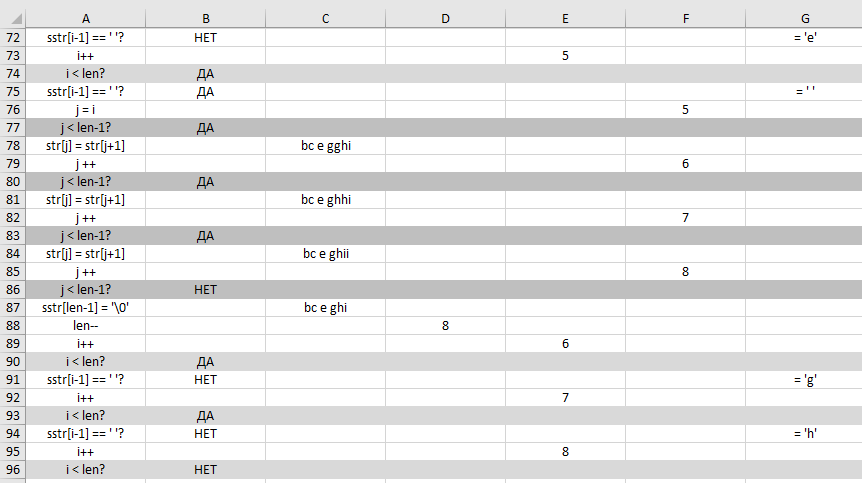 A B C D E F G
72 sstr[i-1] == ' '? НЕТ = 'e'
73 i++ 5
74 i < len? ДА
75 sstr[i-1] == ' '? ДА = ' '
76 j = i 5
77 j < len-1? ДА
78 str[j] = str[j+1] bc e gghi
79 j ++ 6
80 j < len-1? ДА
81 str[j] = str[j+1] bc e ghhi
82 j ++ 7
83 j < len-1? ДА
84 str[j] = str[j+1] bc e ghii
85 j ++ 8
86 j < len-1? НЕТ
87 sstr[len-1] = '\0' bc e ghi
88 len-- 8
89 i++ 6
90 i < len? ДА
91 sstr[i-1] == ' '? НЕТ = 'g'
92 i++ 7
93 i < len? ДА
94 sstr[i-1] == ' '? НЕТ = 'h'
95 i++ 8
96 i < len? НЕТ